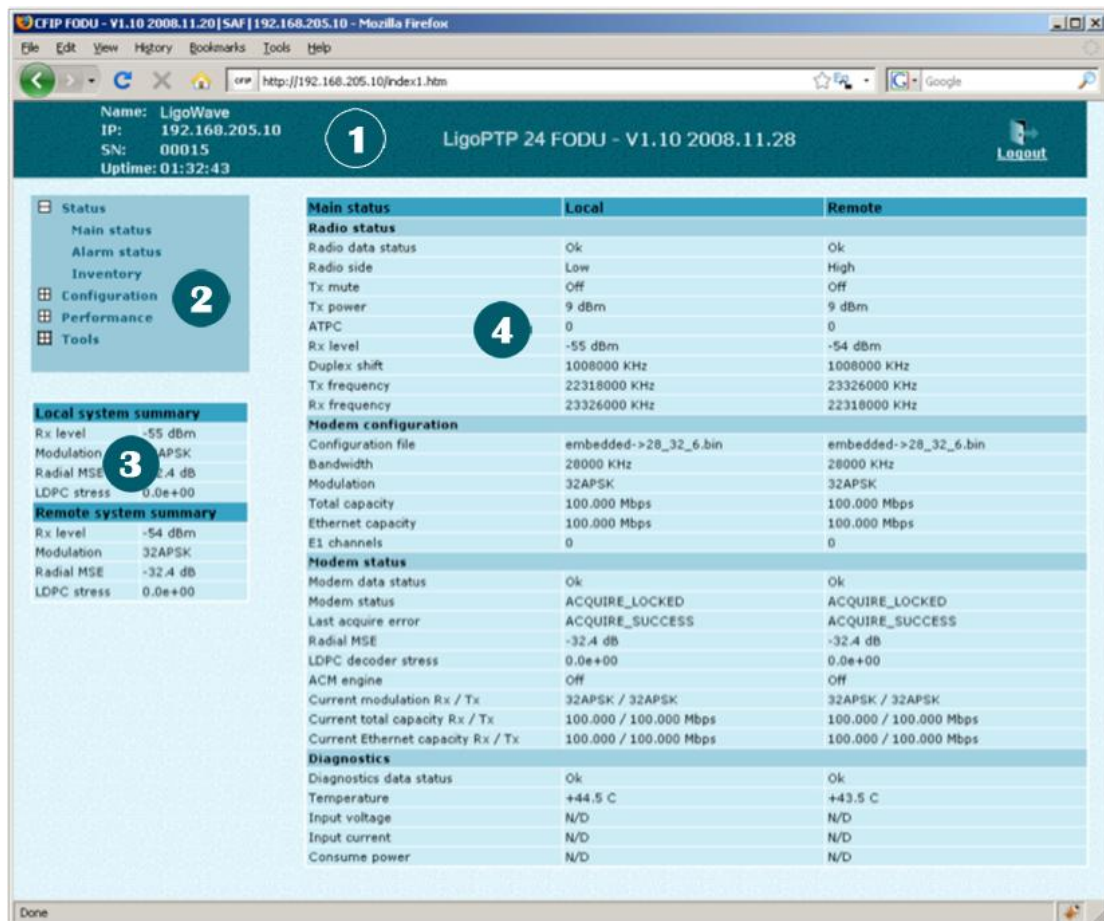 CFIP FODU - V1.10 2008.11.20|SAF|192.168.205.10 - Mozilla Firefox
File Edit View History Bookmarks Tools Help
CFIP http://192.168.205.10/index1.htm Google
Name: LigoWave
IP: 192.168.205.10
SN: 00015
Uptime: 01:32:43
1
LigoPTP 24 FODU - V1.10 2008.11.28
Logout
Status
Main status
Alarm status
Inventory
Configuration
Performance
Tools
2
Local system summary
Rx level -55 dBm
Modulation APSK
Radial MSE 2.4 dB
LDPC stress 0.0e+00
3
Remote system summary
Rx level -54 dBm
Modulation 32APSK
Radial MSE -32.4 dB
LDPC stress 0.0e+00
Main status Local Remote
Radio status
Radio data status Ok Ok
Radio side Low High
Tx mute Off Off
Tx power 9 dBm 9 dBm
ATPC 0 0
4
Rx level -55 dBm -54 dBm
Duplex shift 1008000 KHz 1008000 KHz
Tx frequency 22318000 KHz 23326000 KHz
Rx frequency 23326000 KHz 22318000 KHz
Modem configuration
Configuration file embedded->28_32_6.bin embedded->28_32_6.bin
Bandwidth 28000 KHz 28000 KHz
Modulation 32APSK 32APSK
Total capacity 100.000 Mbps 100.000 Mbps
Ethernet capacity 100.000 Mbps 100.000 Mbps
E1 channels 0 0
Modem status
Modem data status Ok Ok
Modem status ACQUIRE_LOCKED ACQUIRE_LOCKED
Last acquire error ACQUIRE_SUCCESS ACQUIRE_SUCCESS
Radial MSE -32.4 dB -32.4 dB
LDPC decoder stress 0.0e+00 0.0e+00
ACM engine Off Off
Current modulation Rx / Tx 32APSK / 32APSK 32APSK / 32APSK
Current total capacity Rx / Tx 100.000 / 100.000 Mbps 100.000 / 100.000 Mbps
Current Ethernet capacity Rx / Tx 100.000 / 100.000 Mbps 100.000 / 100.000 Mbps
Diagnostics
Diagnostics data status Ok Ok
Temperature +44.5 C +43.5 C
Input voltage N/D N/D
Input current N/D N/D
Consume power N/D N/D
Done